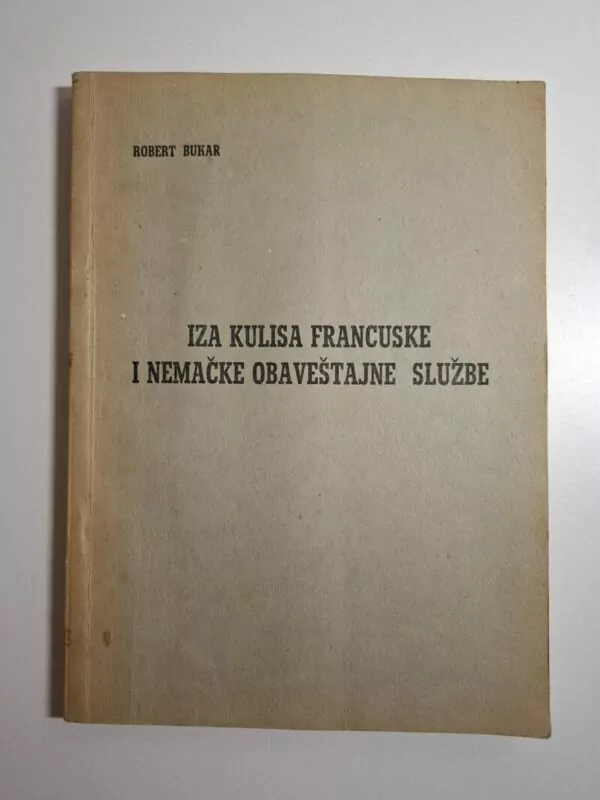 ROBERT BUKAR
IZA KULISA FRANCUSKE
I NEMAČKE OBAVEŠTAJNE SLUŽBE